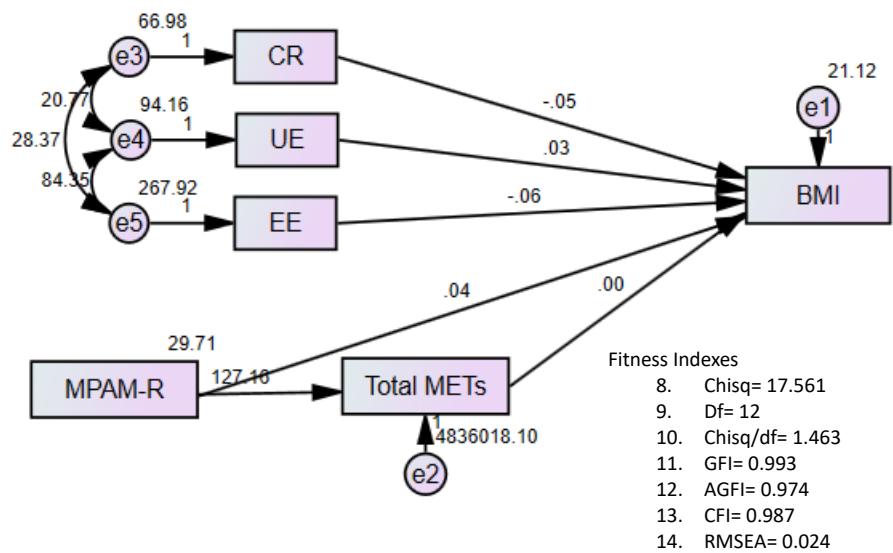 66.98
1
e3
CR
20.77
94.16
1
-.05
21.12
e1
1
28.37
e4
UE
.03
84.35
267.92
1
BMI
e5
EE
-.06
.04
.00
29.71
MPAM-R
127.16
Total METs
1
4836018.10
e2
Fitness Indexes
8. Chisq= 17.561
9. Df= 12
10. Chisq/df= 1.463
11. GFI= 0.993
12. AGFI= 0.974
13. CFI= 0.987
14. RMSEA= 0.024